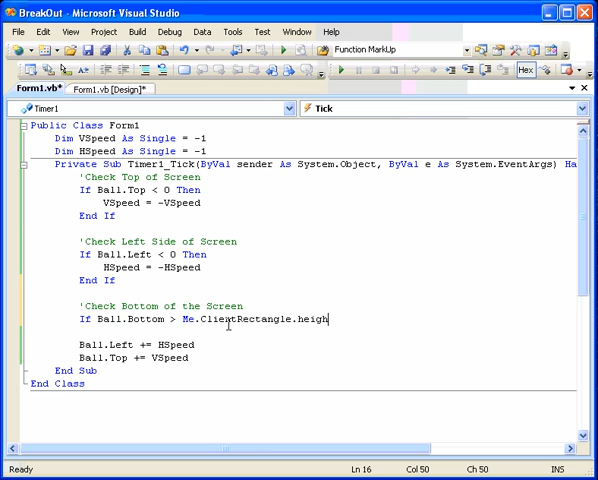 BreakOut - Microsoft Visual Studio
File Edit View Project Build Debug Data Tools Test Window Help
Function MarkUp
Hex
Form1.vb* Form1.vb [Design]*
Timer1 Tick
Public Class Form1
Dim VSpeed As Single = -1
Dim HSpeed As Single = -1
Private Sub Timer1_Tick(ByVal sender As System.Object, ByVal e As System.EventArgs) Ha
'Check Top of Screen
If Ball.Top < 0 Then
VSpeed = -VSpeed
End If
'Check Left Side of Screen
If Ball.Left < 0 Then
HSpeed = -HSpeed
End If
'Check Bottom of the Screen
If Ball.Bottom > Me.ClientRectangle.heigh
Ball.Left += HSpeed
Ball.Top += VSpeed
End Sub
End Class
Ready Ln 16 Col 50 Ch 50 INS